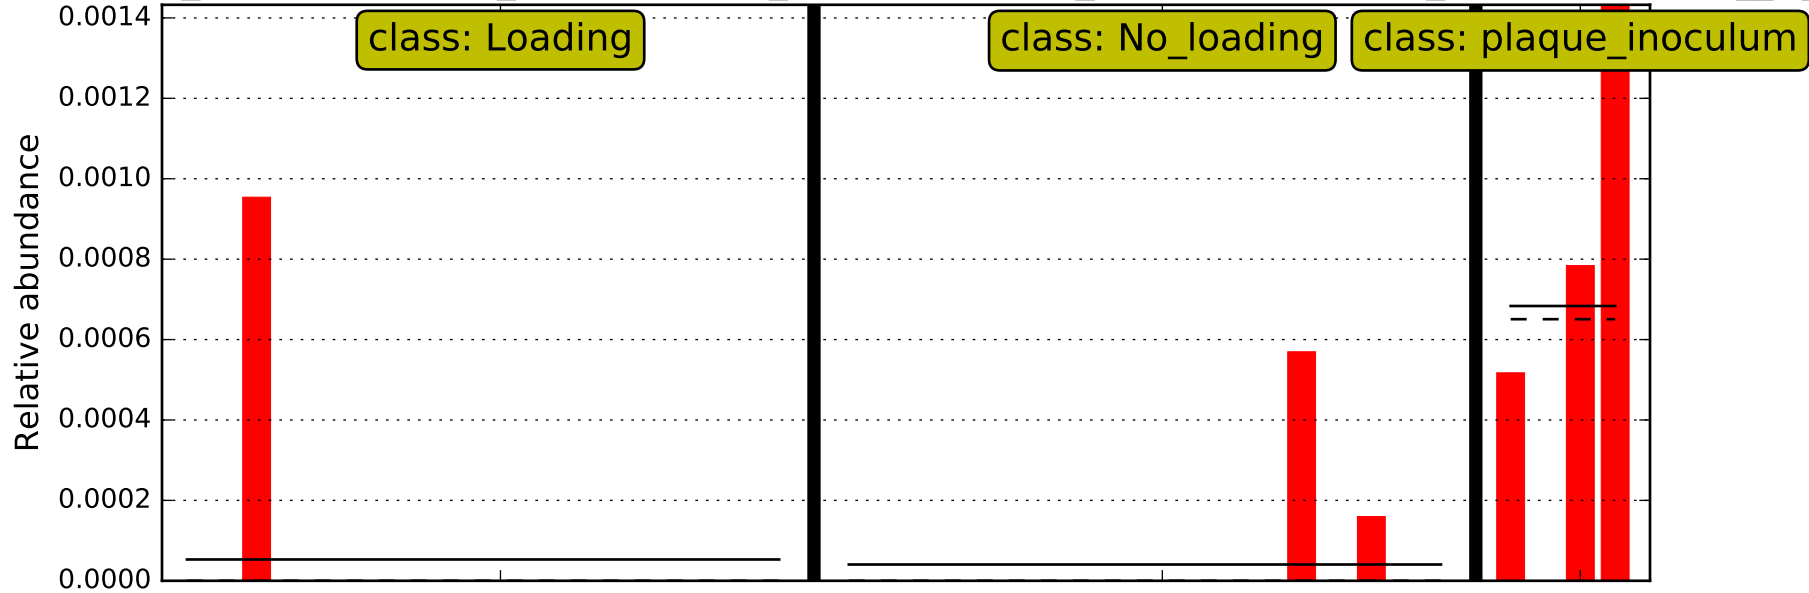 class: Loading
class: No_loading
class: plaque_inoculum
Relative abundance
0.0014
0.0012
0.0010
0.0008
0.0006
0.0004
0.0002
0.0000